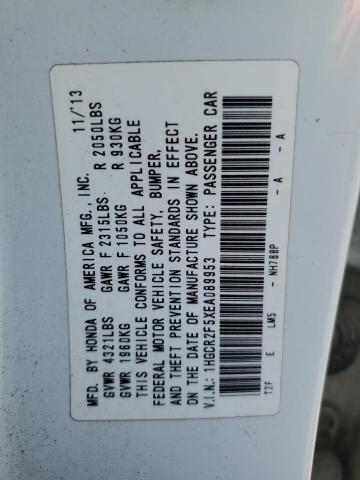 MFD. BY HONDA OF AMERICA MFG., INC. 11/'13
GVWR 4321LBS GAWR F 2315LBS R 2050LBS
GVWR 1960KG GAWR F 1050KG R 930KG
THIS VEHICLE CONFORMS TO ALL APPLICABLE
FEDERAL MOTOR VEHICLE SAFETY, BUMPER,
AND THEFT PREVENTION STANDARDS IN EFFECT
ON THE DATE OF MANUFACTURE SHOWN ABOVE.
V.I.N.: 1HGCR2F5XEA089953 TYPE: PASSENGER CAR
T2F E LM5 - NH788P - A - A